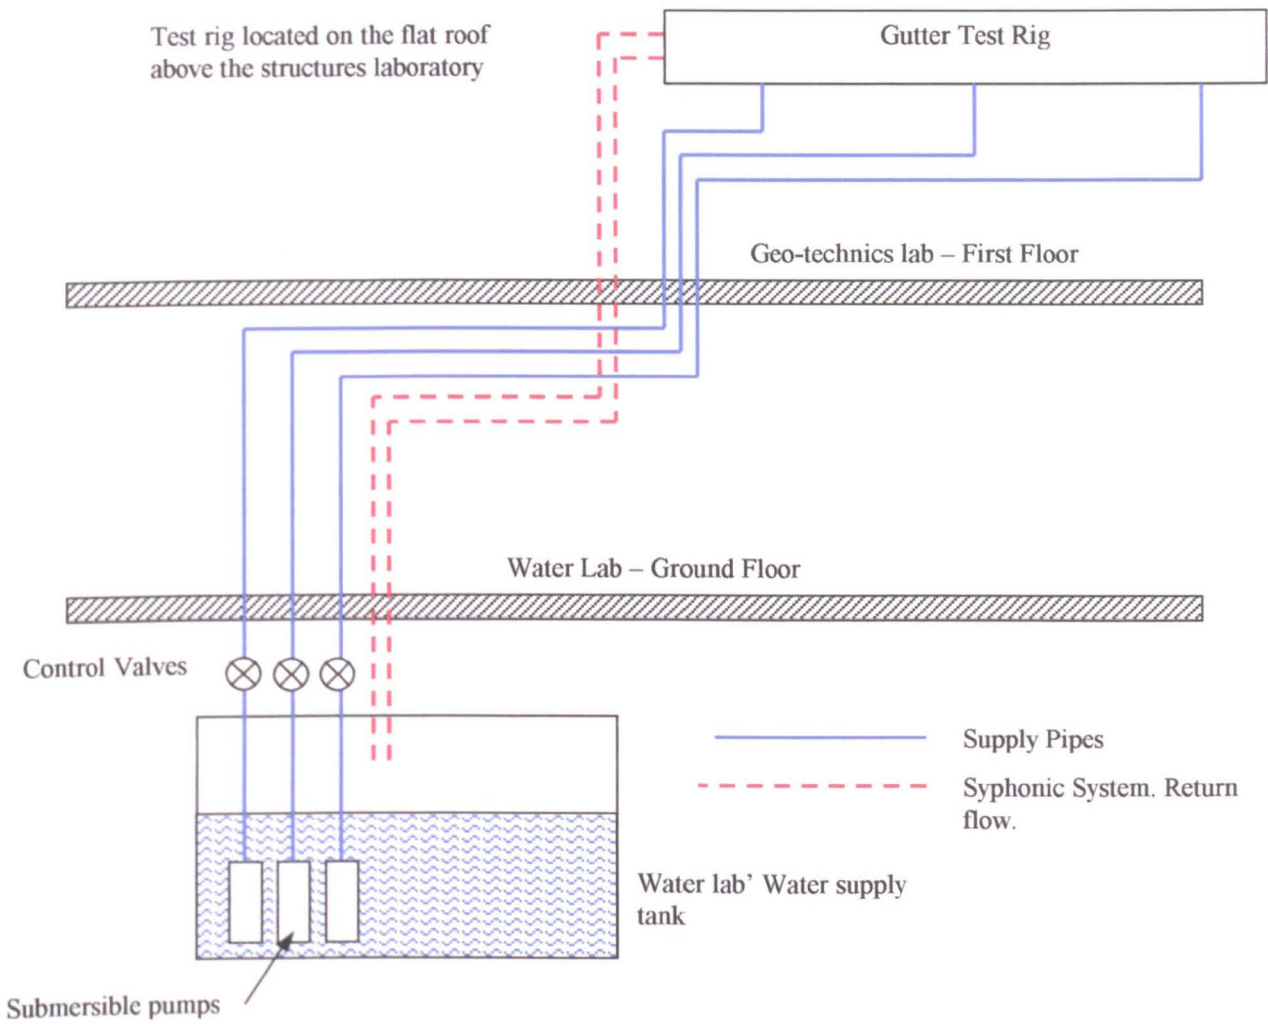 Test rig located on the flat roof
above the structures laboratory
Gutter Test Rig
Geo-technics lab – First Floor
Water Lab – Ground Floor
Control Valves
Supply Pipes
Syphonic System. Return
flow.
Water lab’ Water supply
tank
Submersible pumps